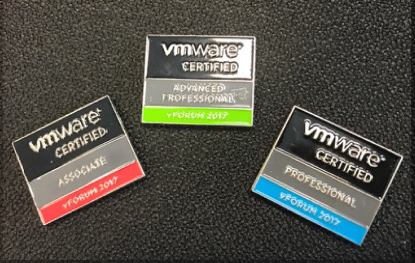 vmware
CERTIFIED
ADVANCED
PROFESSIONAL
vFORUM 2017
vmware
CERTIFIED
ASSOCIATE
vFORUM 2017
vmware
CERTIFIED
PROFESSIONAL
vFORUM 2017